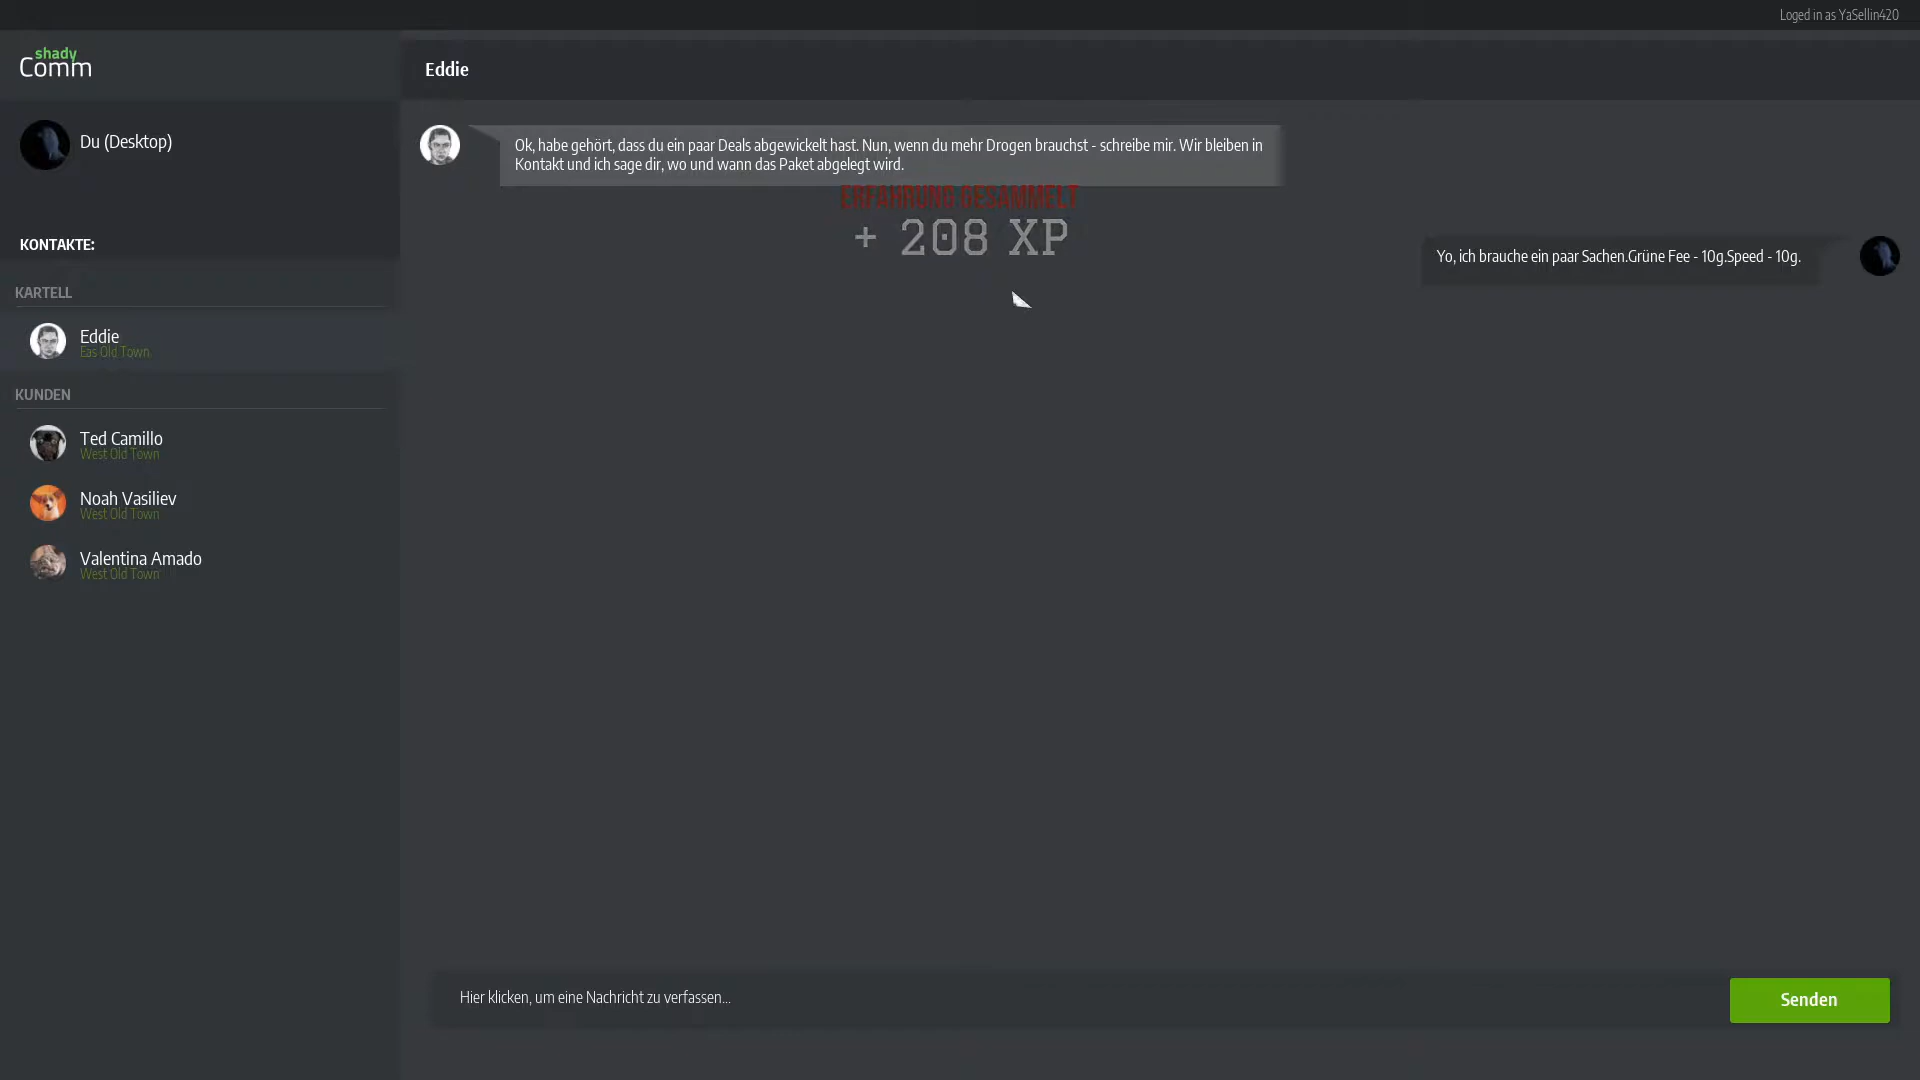 Loged in as YaSellin420
shady
Comm
Du (Desktop)
KONTAKTE:
KARTELL
Eddie
Eas Old Town
KUNDEN
Ted Camillo
West Old Town
Noah Vasiliev
West Old Town
Valentina Amado
West Old Town
Eddie
Ok, habe gehört, dass du ein paar Deals abgewickelt hast. Nun, wenn du mehr Drogen brauchst - schreibe mir. Wir bleiben in
Kontakt und ich sage dir, wo und wann das Paket abgelegt wird.
ERFAHRUNG GESAMMELT
+ 208 XP
Yo, ich brauche ein paar Sachen.Grüne Fee - 10g.Speed - 10g.
Hier klicken, um eine Nachricht zu verfassen...
Senden